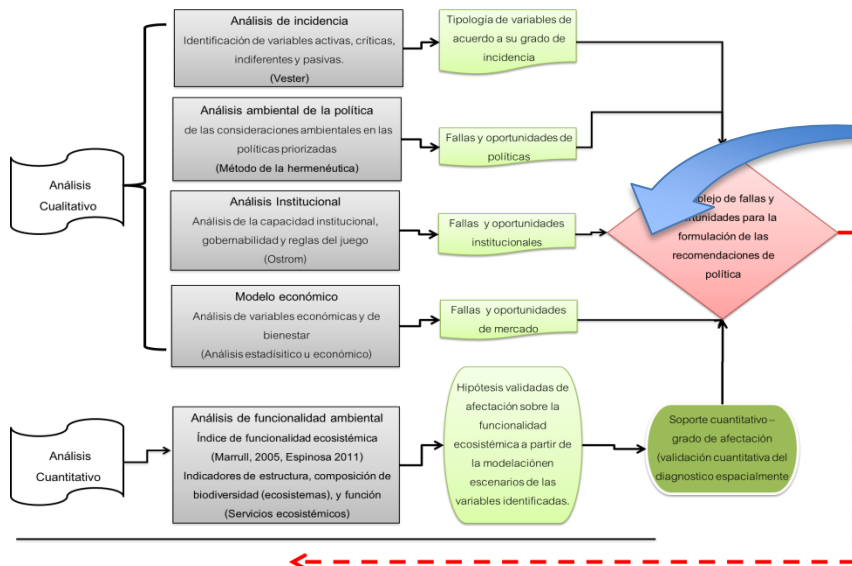 Análisis de incidencia
Identificación de variables activas, críticas,
indiferentes y pasivas.
(Vester)
Tipología de variables de
acuerdo a su grado de
incidencia
Análisis ambiental de la política
de las consideraciones ambientales en las
políticas priorizadas
(Método de la hermenéutica)
Fallas y oportunidades de
políticas
Análisis
Cualitativo
Análisis Institucional
Análisis de la capacidad institucional,
gobernabilidad y reglas del juego
(Ostrom)
Fallas y oportunidades
institucionales
fallas y
para la
formulación de las
recomendaciones de
política
Modelo económico
Análisis de variables económicas y de
bienestar
(Análisis estadísitico u económico)
Fallas y oportunidades
de mercado
Análisis
Cuantitativo
Análisis de funcionalidad ambiental
Índice de funcionalidad ecosistémica
(Marrull, 2005, Espinosa 2011)
Indicadores de estructura, composición de
biodiversidad (ecosistemas), y función
(Servicios ecosistémicos)
Hipótesis validadas de
afectación sobre la
funcionalidad
ecosistémica a partir de
la modelaciónen
escenarios de las
variables identificadas.
Soporte cuantitativo –
grado de afectación
(validación cuantitativa del
diagnostico espacialmente